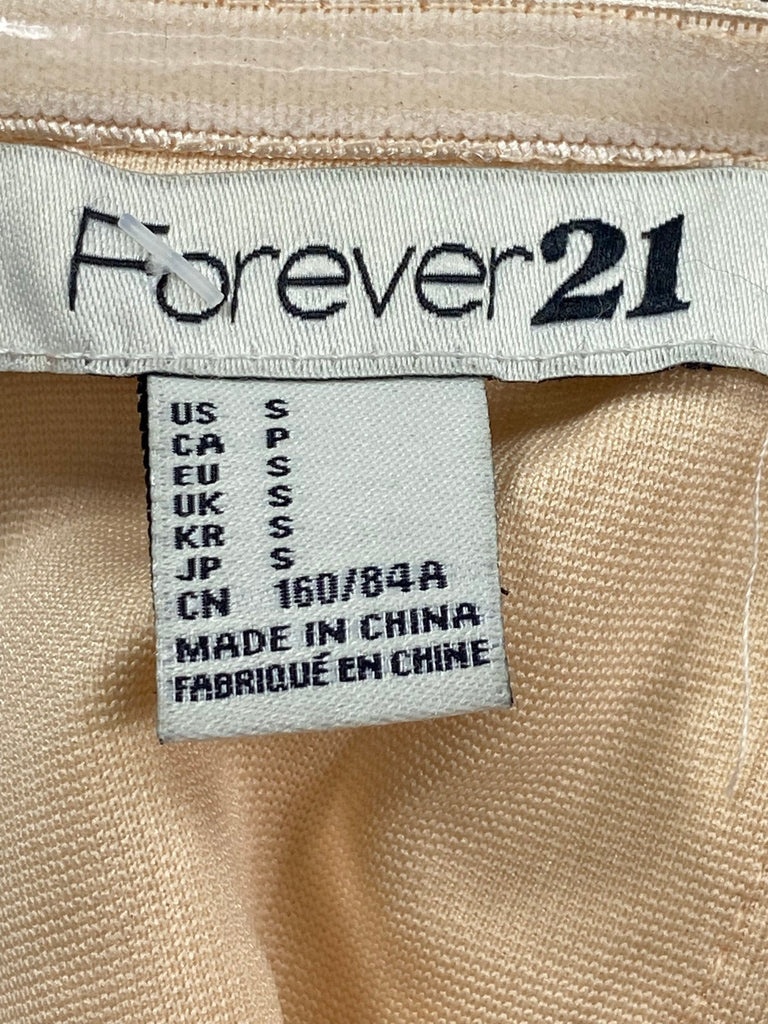 Forever21
US S
CA P
EU S
UK S
KR S
JP S
CN 160/84A
MADE IN CHINA
FABRIQUÉ EN CHINE